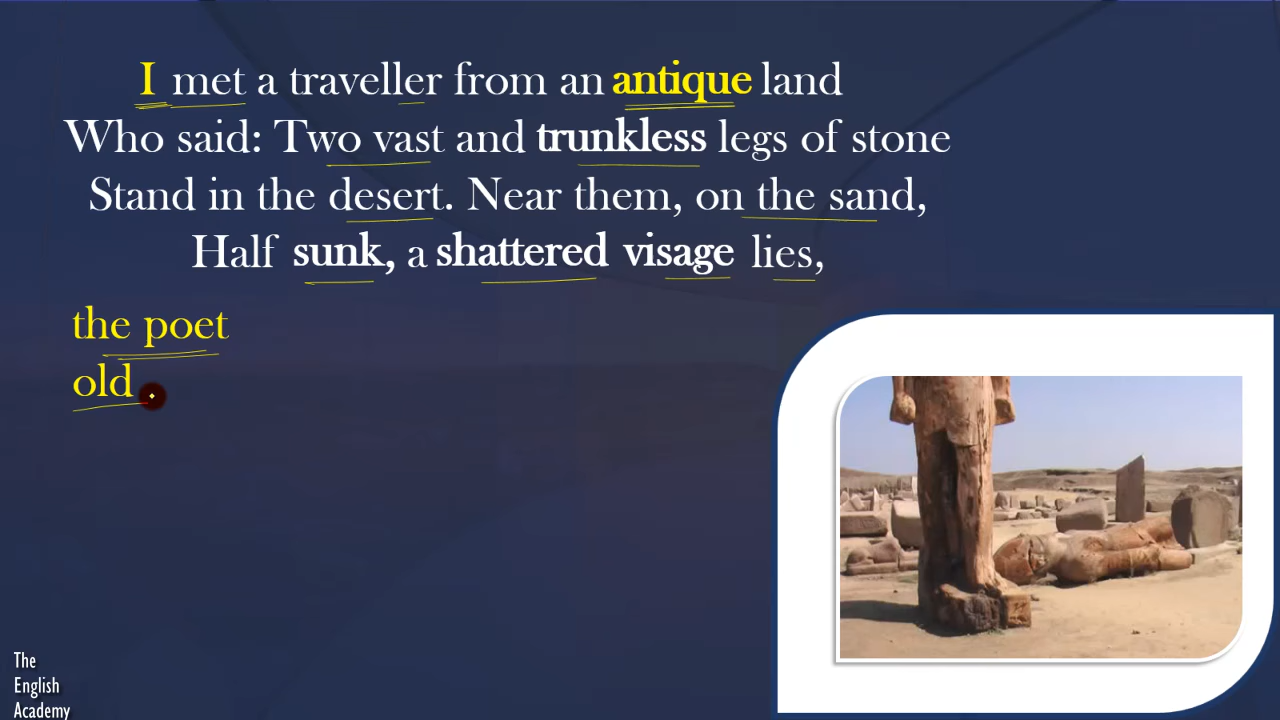 I met a traveller from an antique land
Who said: Two vast and trunkless legs of stone
Stand in the desert. Near them, on the sand,
Half sunk, a shattered visage lies,
the poet
old .
The
English
Academy